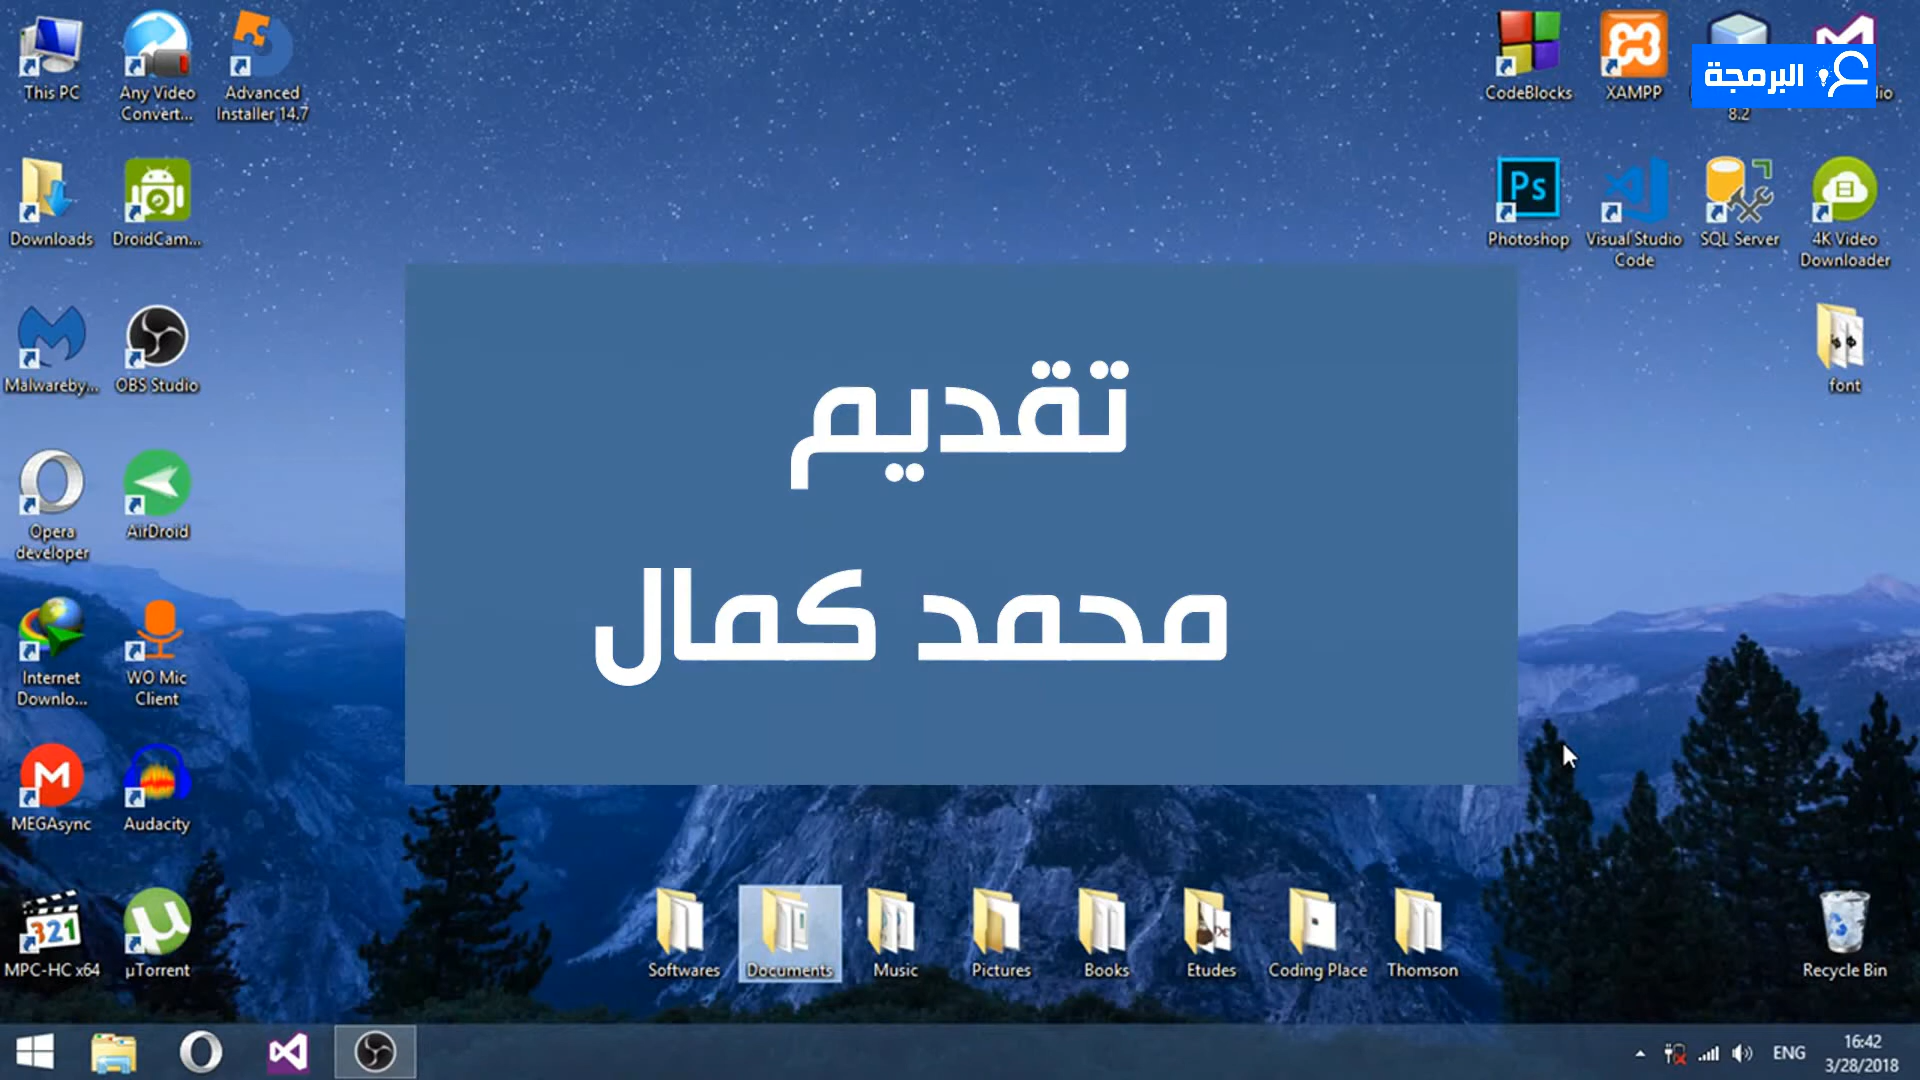 This PC
Any Video Convert...
Advanced Installer 14.7
CodeBlocks
XAMPP
8.2
البرمجة
Downloads
DroidCam...
Ps
Photoshop
Visual Studio Code
SQL Server
4K Video Downloader
Malwareby...
OBS Studio
font
تقديم
محمد كمال
Opera developer
AirDroid
Internet Downlo...
WO Mic Client
MEGAsync
Audacity
321
MPC-HC x64
µTorrent
Softwares
Documents
Music
Pictures
Books
Etudes
Coding Place
Thomson
Recycle Bin
ENG
16:42
3/28/2018